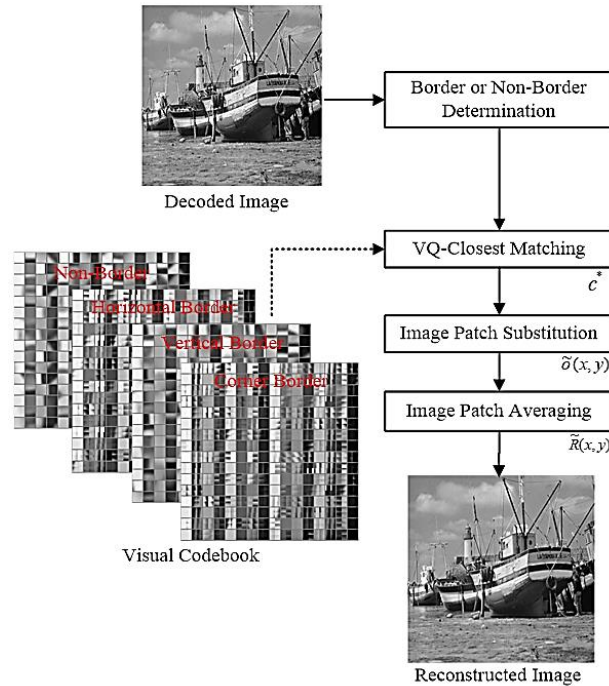 Border or Non-Border
Determination
Decoded Image
VQ-Closest Matching
c*
Non-Border
Horizontal Border
Vertical Border
Corner Border
Image Patch Substitution
õ(x, y)
Image Patch Averaging
R̃(x, y)
Visual Codebook
Reconstructed Image